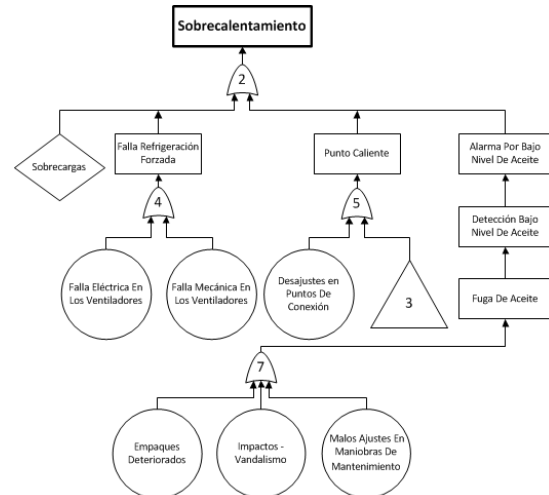 Sobrecalentamiento
2
Sobrecargas
Falla Refrigeración
Forzada
Punto Caliente
Alarma Por Bajo
Nivel De Aceite
4
5
Detección Bajo
Nivel De Aceite
Falla Eléctrica En
Los Ventiladores
Falla Mecánica En
Los Ventiladores
Desajustes en
Puntos De
Conexión
3
Fuga De Aceite
7
Empaques
Deteriorados
Impactos -
Vandalismo
Malos Ajustes En
Maniobras De
Mantenimiento